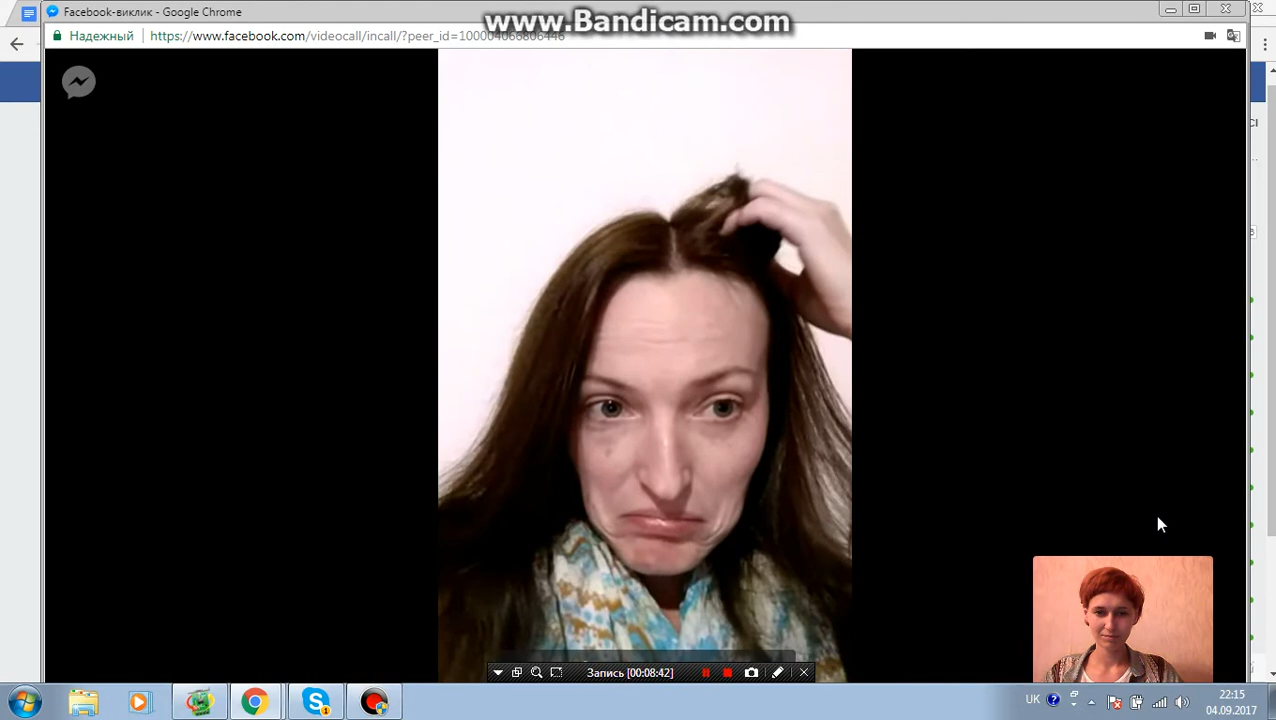 Facebook-виклик - Google Chrome
www.Bandicam.com
Надежный
https://www.facebook.com/videocall/incall/?peer_id=100004066806446
Запись [00:08:42]
UK
22:15
04.09.2017